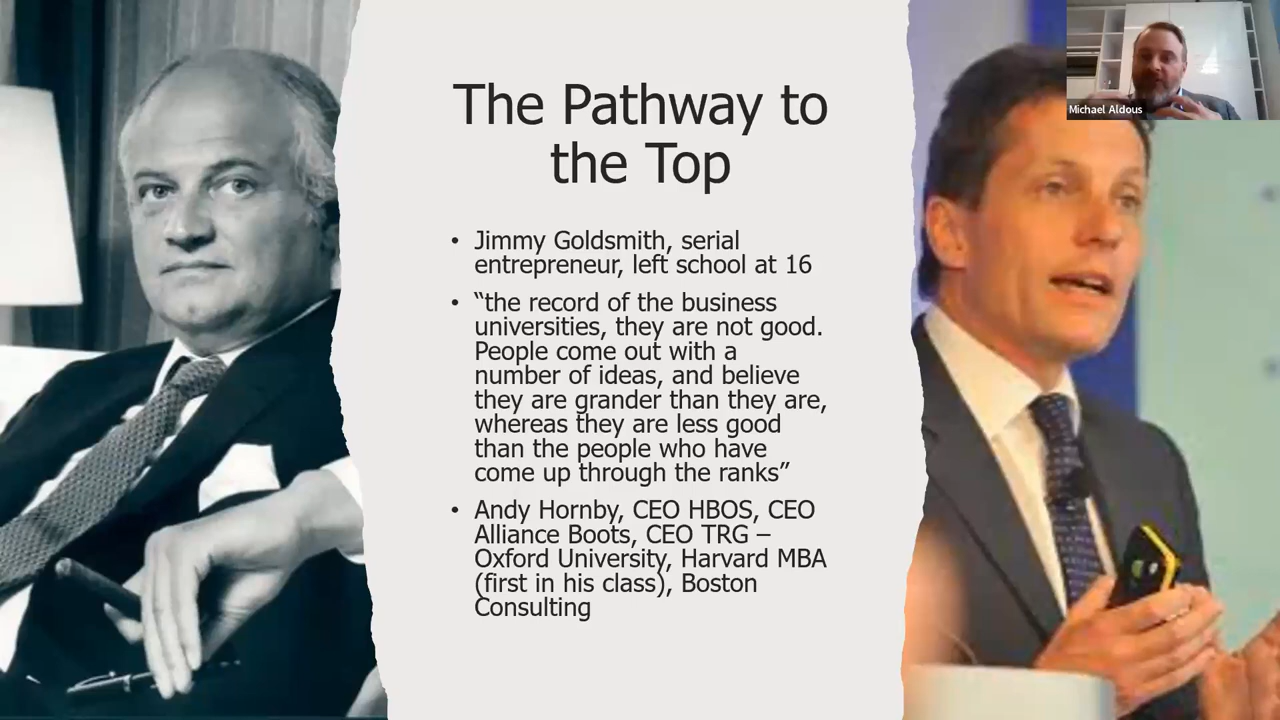 The Pathway to
the Top
• Jimmy Goldsmith, serial
entrepreneur, left school at 16
• “the record of the business
universities, they are not good.
People come out with a
number of ideas, and believe
they are grander than they are,
whereas they are less good
than the people who have
come up through the ranks”
• Andy Hornby, CEO HBOS, CEO
Alliance Boots, CEO TRG –
Oxford University, Harvard MBA
(first in his class), Boston
Consulting
Michael Aldous